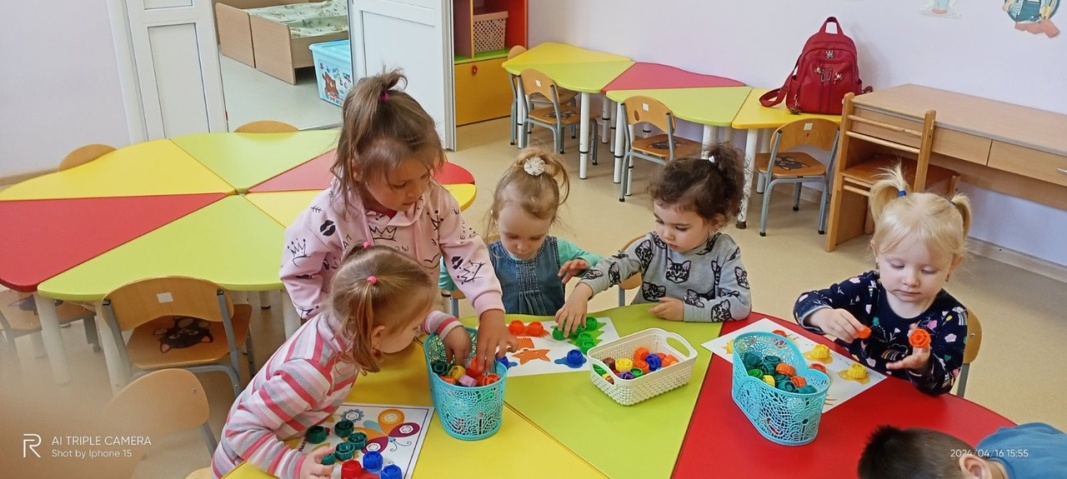 AI TRIPLE CAMERA
Shot by Iphone 15
2024/04/16 15:55